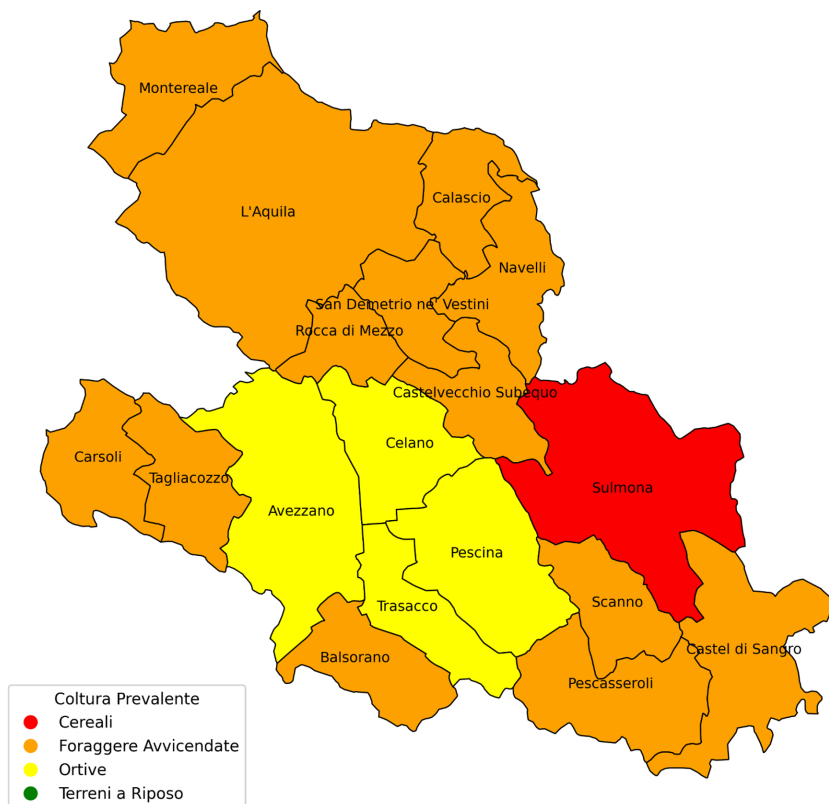 Montereale
L'Aquila
Calascio
Navelli
San Demetrio ne' Vestini
Rocca di Mezzo
Castelvecchio Subequo
Celano
Carsoli
Tagliacozzo
Sulmona
Avezzano
Pescina
Scanno
Trasacco
Castel di Sangro
Balsorano
Pescasseroli
Coltura Prevalente
Cereali
Foraggere Avvicendate
Ortive
Terreni a Riposo